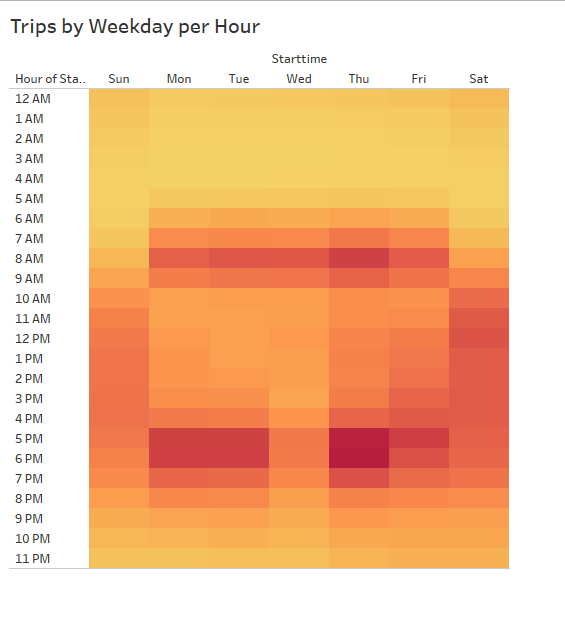 Trips by Weekday per Hour
Starttime
Hour of Sta.. Sun Mon Tue Wed Thu Fri Sat
12 AM
1 AM
2 AM
3 AM
4 AM
5 AM
6 AM
7 AM
8 AM
9 AM
10 AM
11 AM
12 PM
1 PM
2 PM
3 PM
4 PM
5 PM
6 PM
7 PM
8 PM
9 PM
10 PM
11 PM